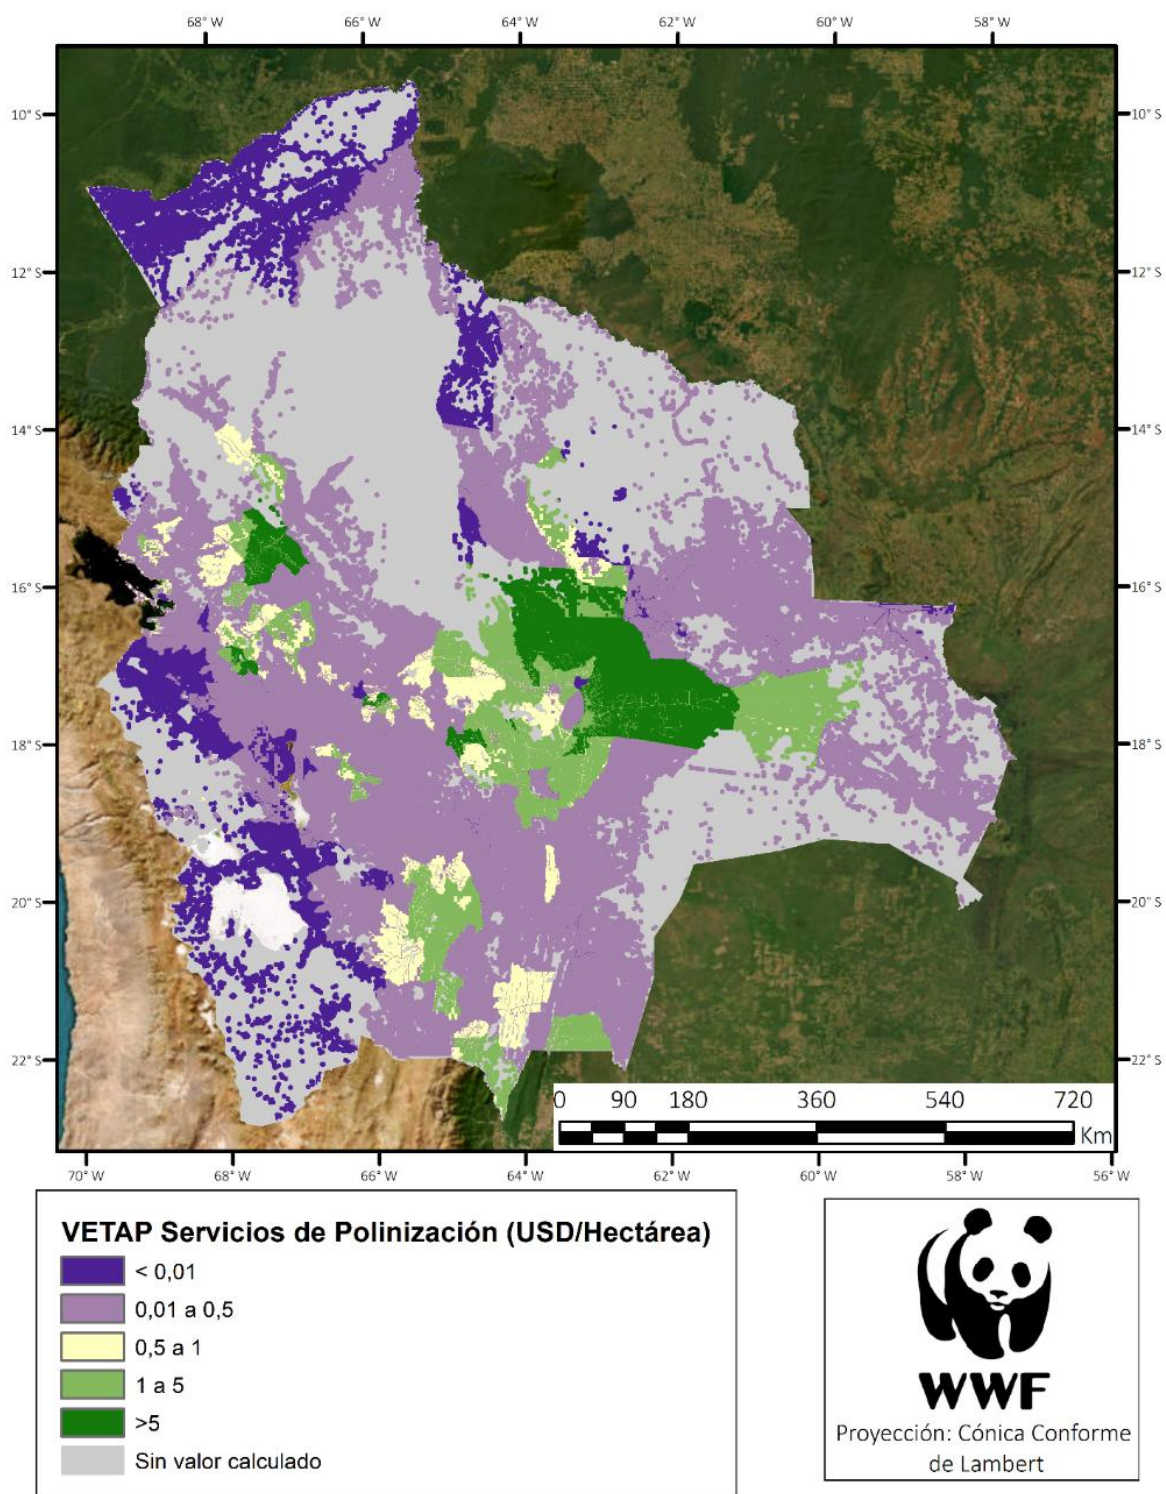 68° W 66° W 64° W 62° W 60° W 58° W
10° S 10° S
12° S 12° S
14° S 14° S
16° S 16° S
18° S 18° S
20° S 20° S
22° S 22° S
0 90 180 360 540 720
Km
70° W 68° W 66° W 64° W 62° W 60° W 58° W 56° W
VETAP Servicios de Polinización (USD/Hectárea)
< 0,01
0,01 a 0,5
0,5 a 1
1 a 5
>5
Sin valor calculado
WWF
Proyección: Cónica Conforme
de Lambert